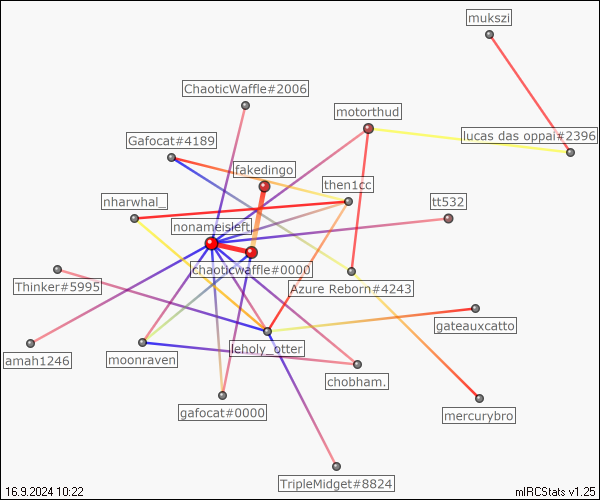 mukszi
ChaoticWaffle#2006
motorthud
Gafocat#4189
lucas das oppai#2396
fakedingo
then1cc
nharwhal_
tt532
nonameisleft
chaoticwaffle#0000
Thinker#5995
Azure Reborn#4243
gateauxcatto
leholy_otter
amah1246
moonraven
chobham.
gafocat#0000
mercurybro
TripleMidget#8824
16.9.2024 10:22
mIRCStats v1.25